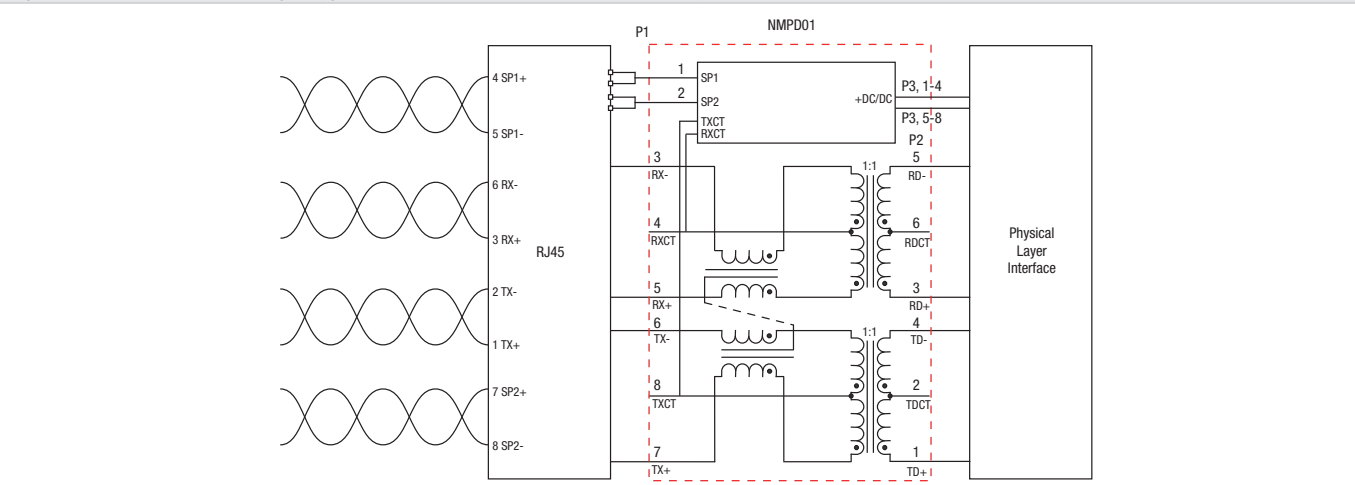 NMPD01
P1
4 SP1+
5 SP1-
6 RX-
3 RX+
2 TX-
1 TX+
7 SP2+
8 SP2-
RJ45
1
SP1
2
SP2
TXCT
RXCT
+DC/DC
P3, 1-4
P3, 5-8
P2
3
RX-
4
RXCT
5
RX+
6
TX-
8
TXCT
7
TX+
1:1
1:1
5
RD-
6
RDCT
3
RD+
4
TD-
2
TDCT
1
TD+
Physical
Layer
Interface